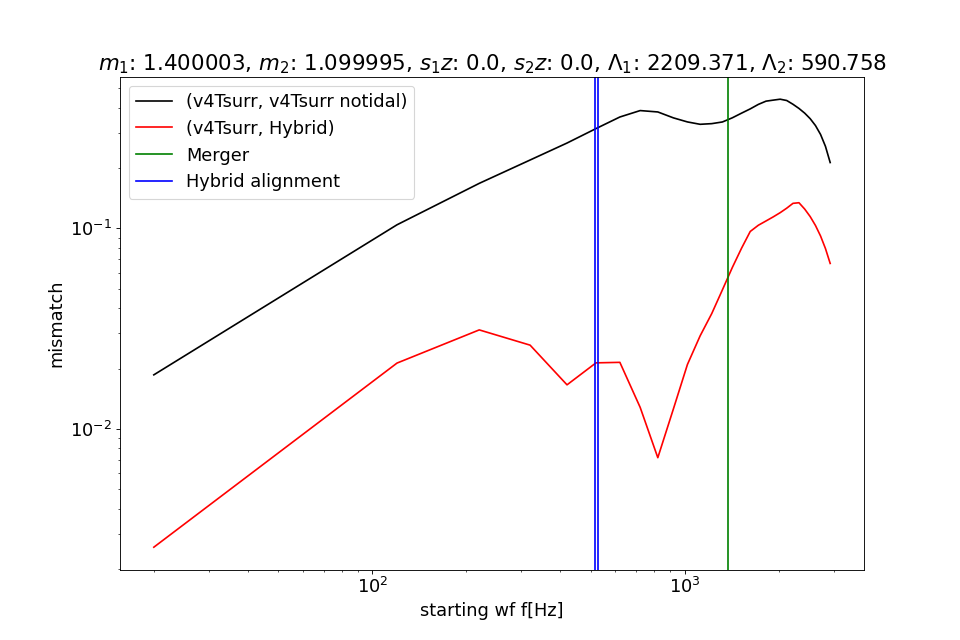 m₁: 1.400003, m₂: 1.099995, s₁z: 0.0, s₂z: 0.0, Λ₁: 2209.371, Λ₂: 590.758
(v4Tsurr, v4Tsurr notidal)
(v4Tsurr, Hybrid)
Merger
Hybrid alignment
10⁻¹
10⁻²
mismatch
10² 10³
starting wf f[Hz]